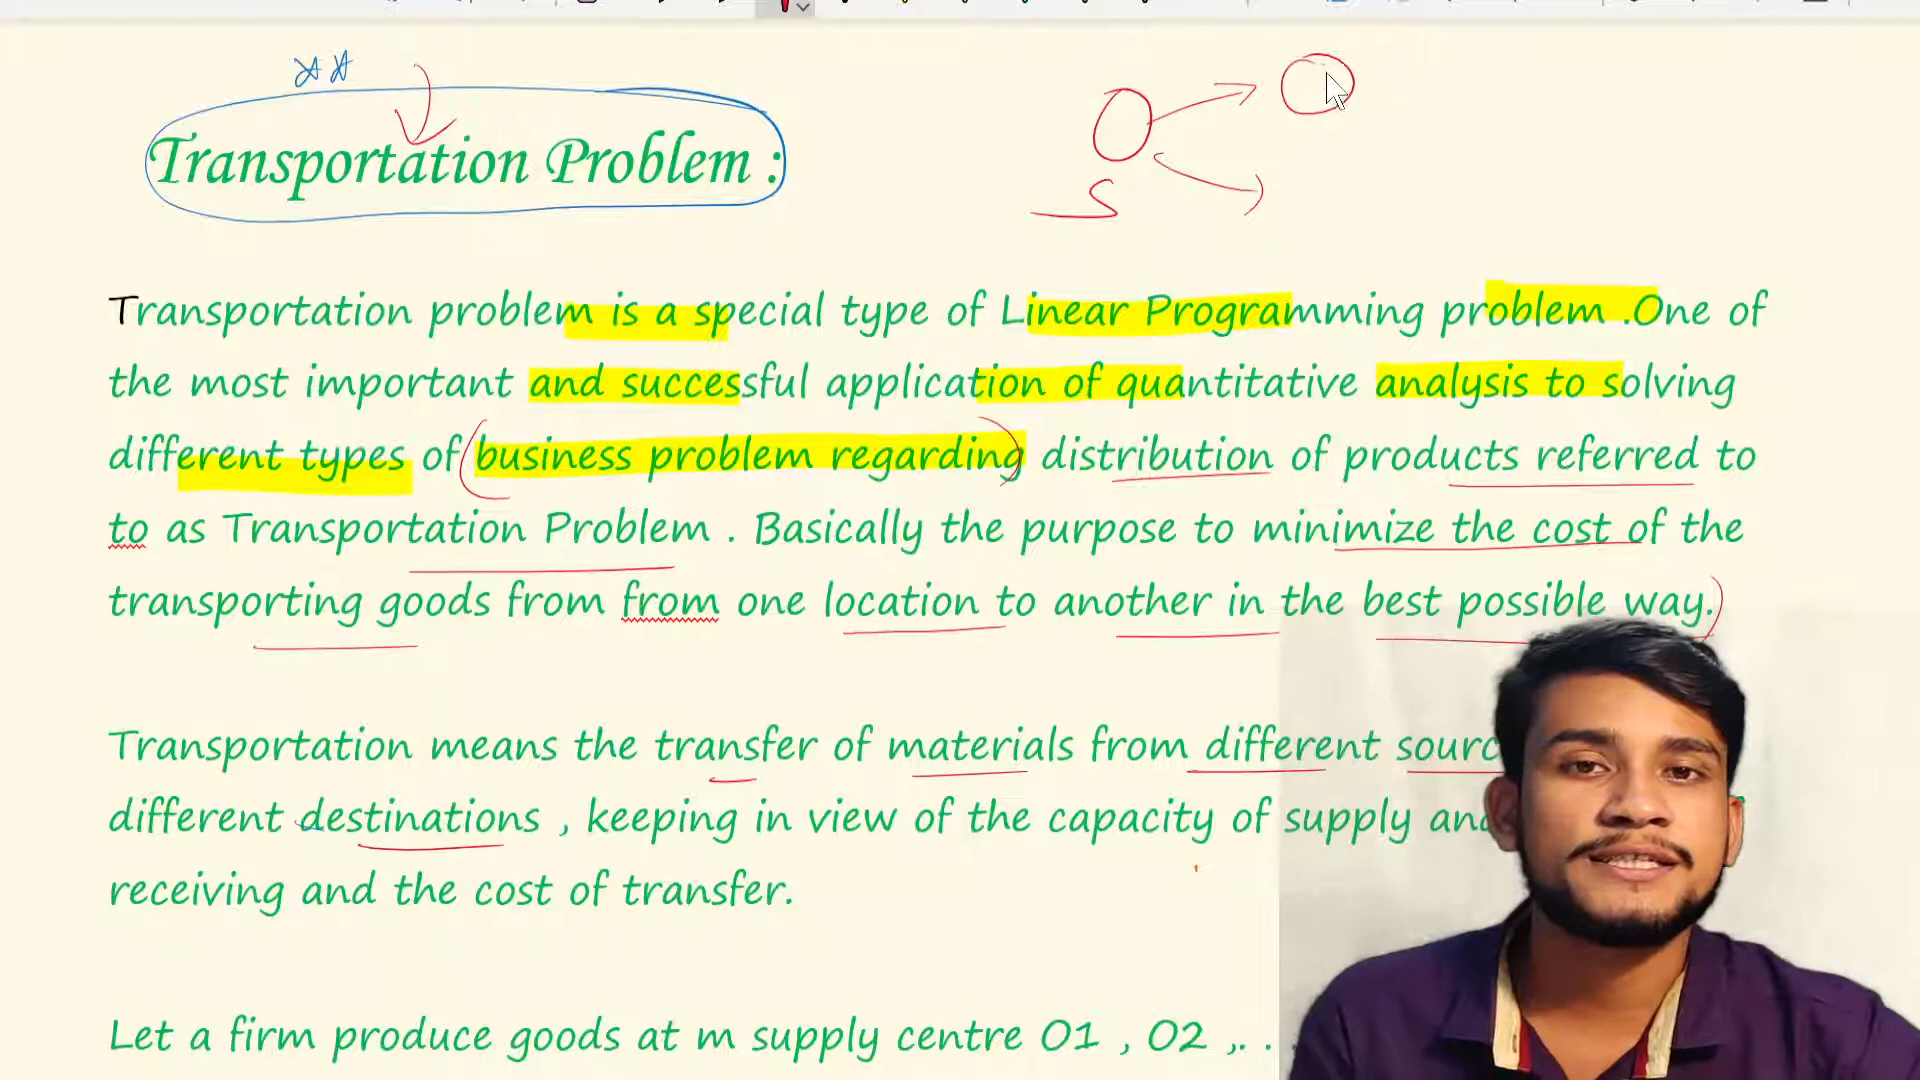 Transportation Problem :
S
Transportation problem is a special type of Linear Programming problem .One of
the most important and successful application of quantitative analysis to solving
different types of business problem regarding distribution of products referred to
to as Transportation Problem . Basically the purpose to minimize the cost of the
transporting goods from from one location to another in the best possible way.
Transportation means the transfer of materials from different
different destinations , keeping in view of the capacity of supply
receiving and the cost of transfer.
Let a firm produce goods at m supply centre O1 , O2 ,. .